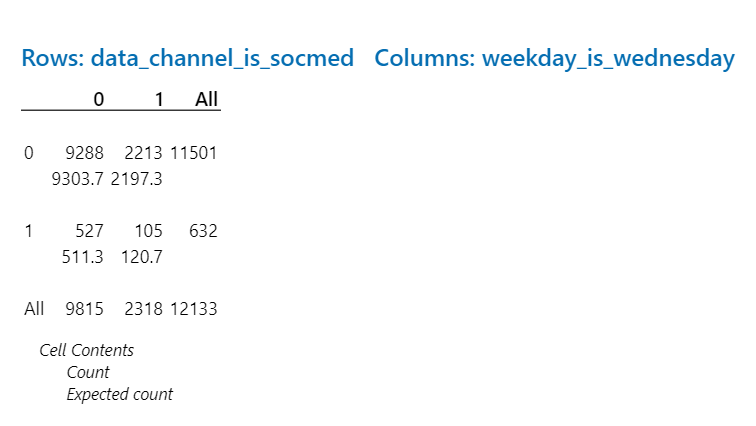 Rows: data_channel_is_socmed Columns: weekday_is_wednesday
0 1 All
0 9288 2213 11501
9303.7 2197.3
1 527 105 632
511.3 120.7
All 9815 2318 12133
Cell Contents
Count
Expected count